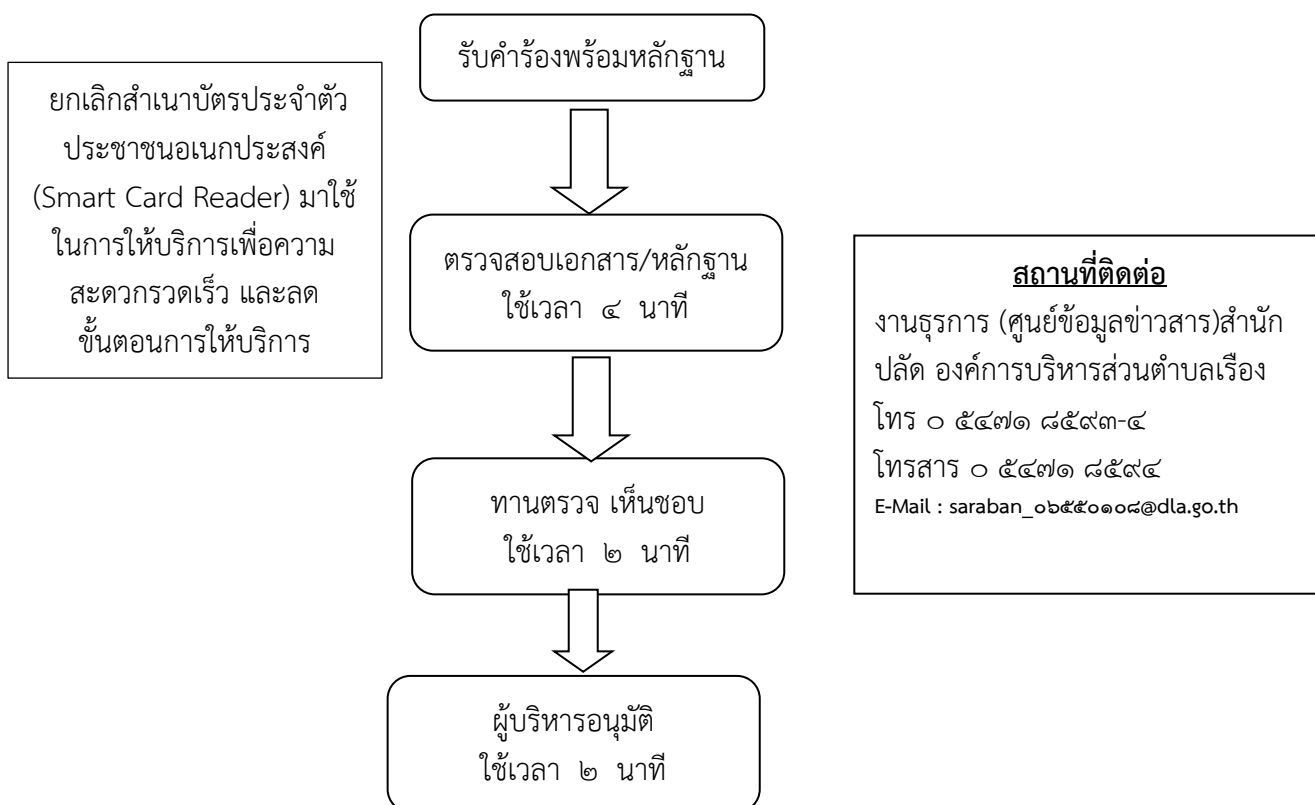 รับคำร้องพร้อมหลักฐาน
ยกเลิกสำเนาบัตรประจำตัว
ประชาชนอเนกประสงค์
(Smart Card Reader) มาใช้
ในการให้บริการเพื่อความ
สะดวกรวดเร็ว และลด
ขั้นตอนการให้บริการ
ตรวจสอบเอกสาร/หลักฐาน
ใช้เวลา ๔ นาที
สถานที่ติดต่อ
งานธุรการ (ศูนย์ข้อมูลข่าวสาร)สำนัก
ปลัด องค์การบริหารส่วนตำบลเรือง
โทร ๐ ๕๔๗๑ ๘๕๙๓-๔
โทรสาร ๐ ๕๔๗๑ ๘๕๙๔
E-Mail : saraban_๐๖๕๕๐๑๐๘@dla.go.th
ทานตรวจ เห็นชอบ
ใช้เวลา ๒ นาที
ผู้บริหารอนุมัติ
ใช้เวลา ๒ นาที